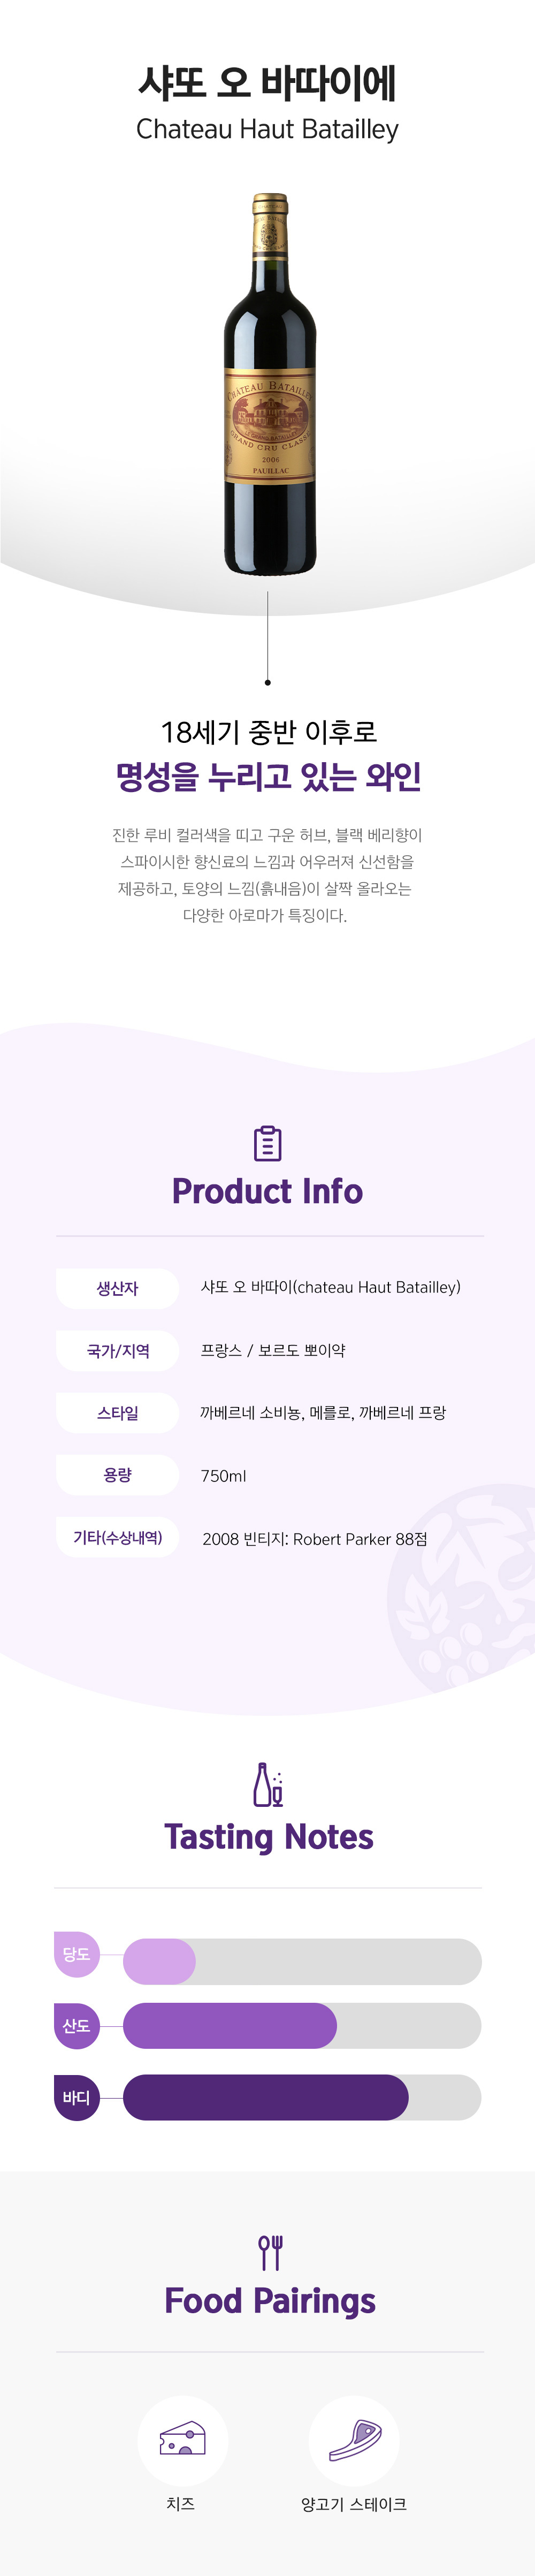 샤또 오 바따이에
Chateau Haut Batailley
CHÂTEAU BATAILLEY
GRAND CRU CLASSÉ
2006
PAUILLAC
18세기 중반 이후로
명성을 누리고 있는 와인
진한 루비 컬러색을 띠고 구운 허브, 블랙 베리향이
스파이시한 향신료의 느낌과 어우러져 신선함을
제공하고, 토양의 느낌(흙내음)이 살짝 올라오는
다양한 아로마가 특징이다.
Product Info
생산자 샤또 오 바따이(chateau Haut Batailley)
국가/지역 프랑스 / 보르도 뽀이약
스타일 까베르네 소비뇽, 메를로, 까베르네 프랑
용량 750ml
기타(수상내역) 2008 빈티지: Robert Parker 88점
Tasting Notes
당도
산도
바디
Food Pairings
치즈 양고기 스테이크